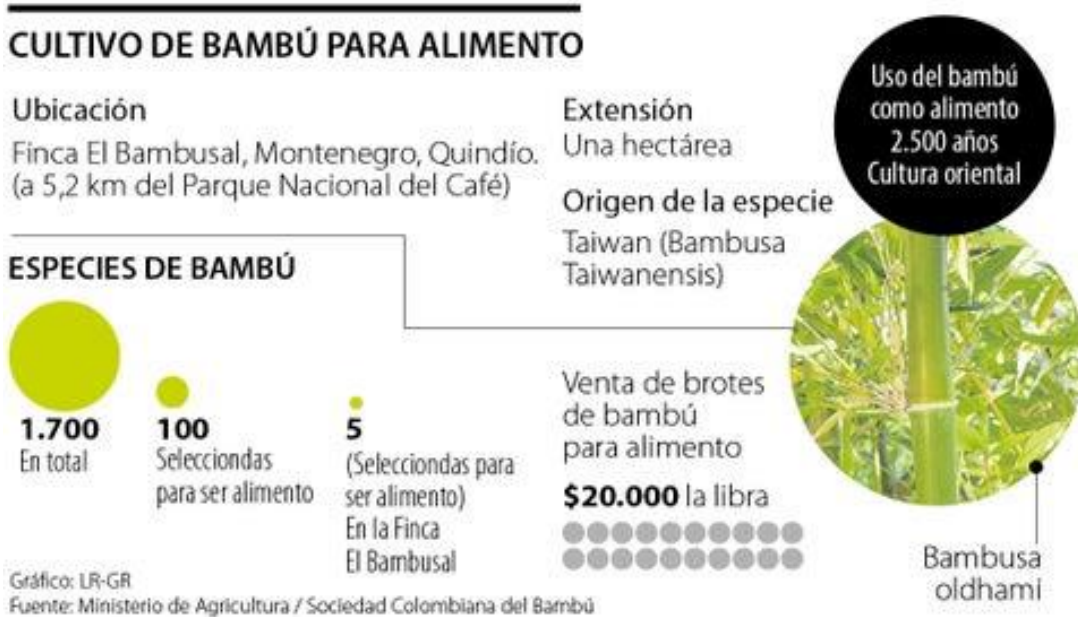 CULTIVO DE BAMBÚ PARA ALIMENTO
Ubicación
Finca El Bambusal, Montenegro, Quindío.
(a 5,2 km del Parque Nacional del Café)
Extensión
Una hectárea
Origen de la especie
Taiwan (Bambusa
Taiwanensis)
Uso del bambú
como alimento
2.500 años
Cultura oriental
ESPECIES DE BAMBÚ
1.700
En total
100
Selecciondas
para ser alimento
5
(Seleccionadas para
ser alimento)
En la Finca
El Bambusal
Venta de brotes
de bambú
para alimento
$20.000 la libra
Bambusa
oldhami
Gráfico: LR-GR
Fuente: Ministerio de Agricultura / Sociedad Colombiana del Bambú